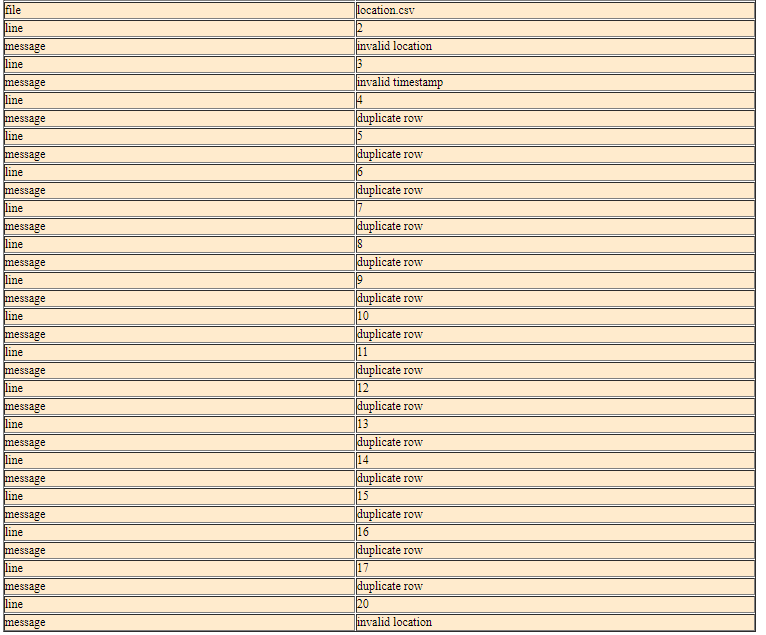 file location.csv
line 2
message invalid location
line 3
message invalid timestamp
line 4
message duplicate row
line 5
message duplicate row
line 6
message duplicate row
line 7
message duplicate row
line 8
message duplicate row
line 9
message duplicate row
line 10
message duplicate row
line 11
message duplicate row
line 12
message duplicate row
line 13
message duplicate row
line 14
message duplicate row
line 15
message duplicate row
line 16
message duplicate row
line 17
message duplicate row
line 20
message invalid location